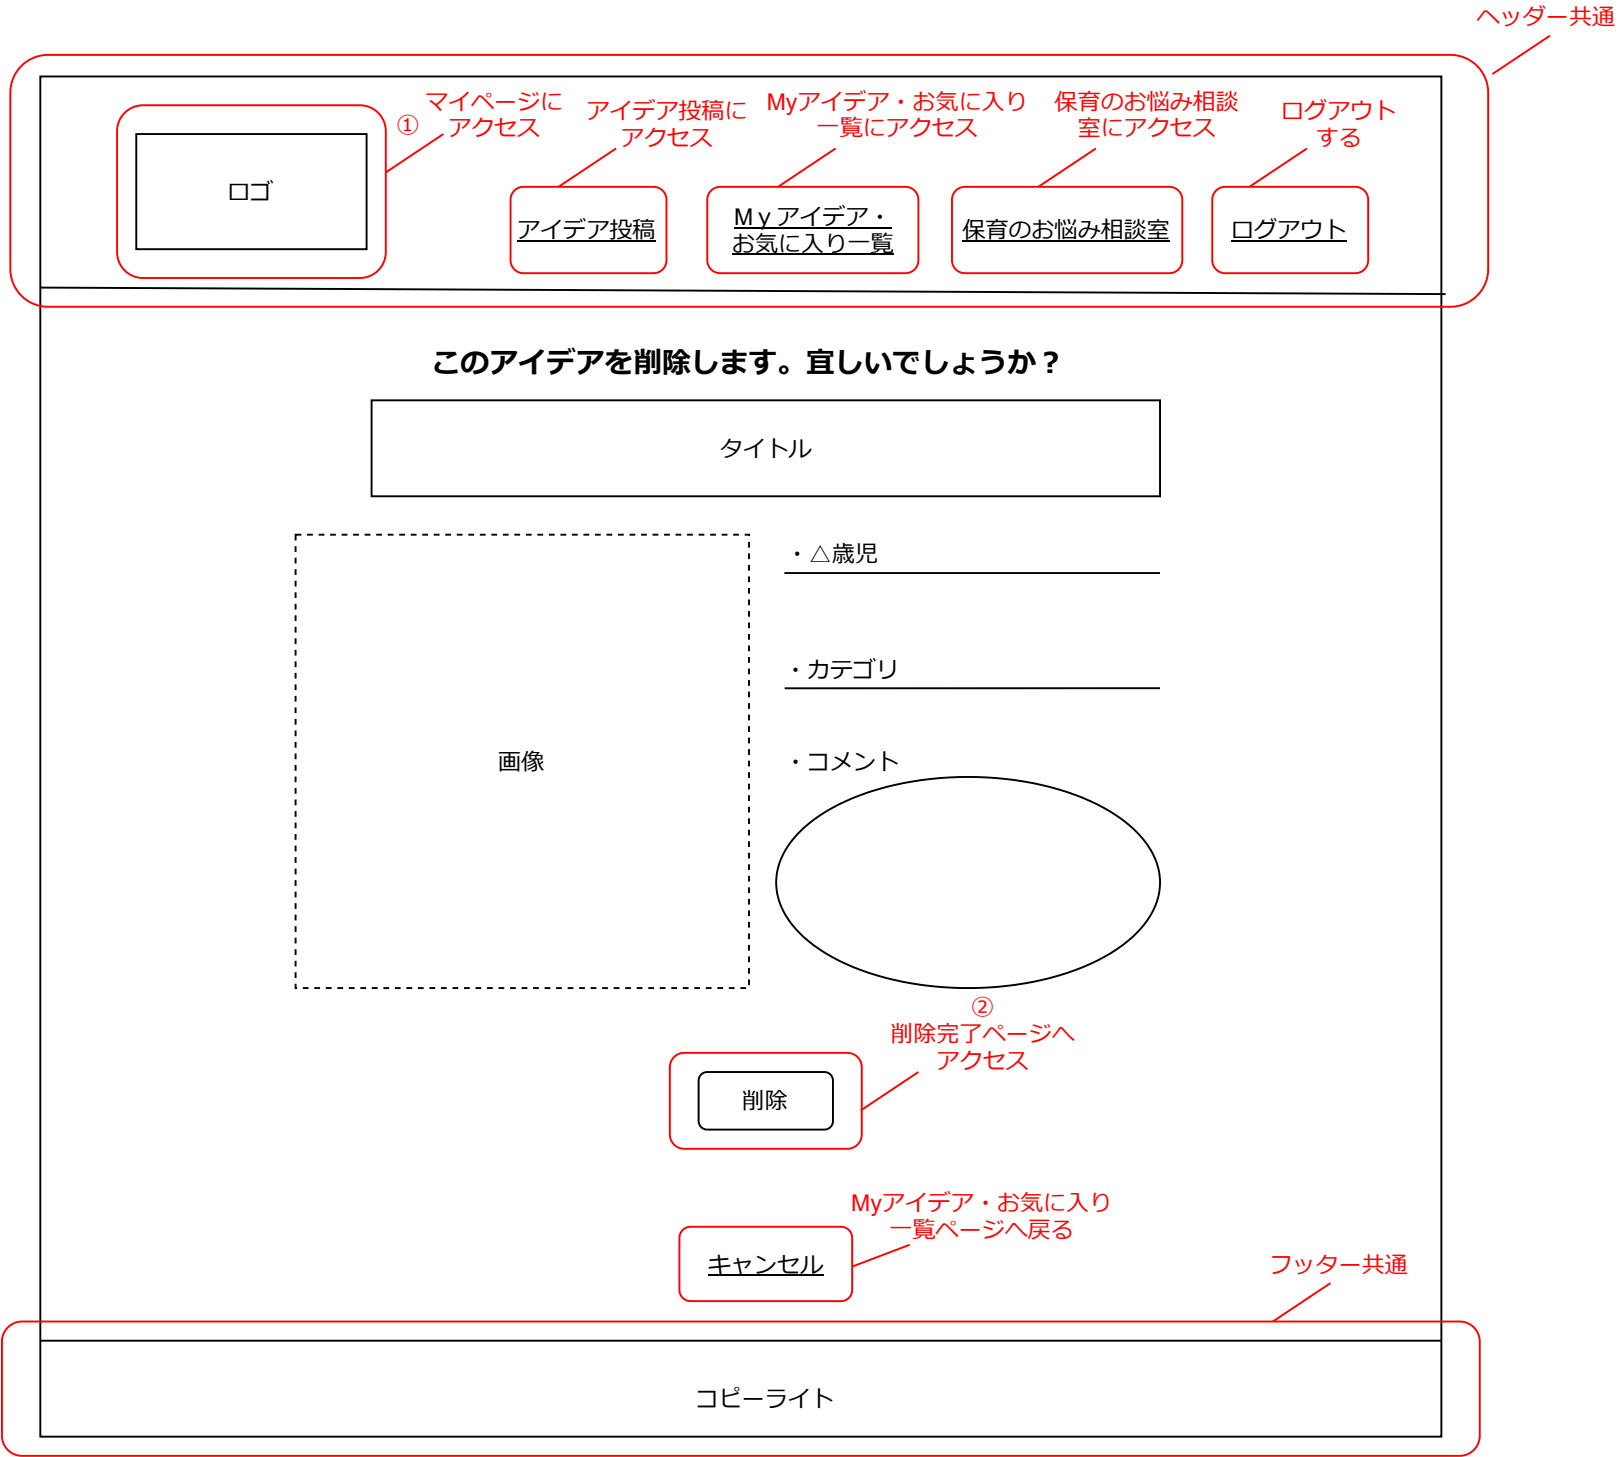 ヘッダー共通
①
マイページに
アクセス
アイデア投稿に
アクセス
Myアイデア・お気に入り
一覧にアクセス
保育のお悩み相談
室にアクセス
ログアウト
する
ロゴ
アイデア投稿
Ｍｙアイデア・
お気に入り一覧
保育のお悩み相談室
ログアウト
このアイデアを削除します。宜しいでしょうか？
タイトル
・△歳児
・カテゴリ
画像
・コメント
②
削除完了ページへ
アクセス
削除
Myアイデア・お気に入り
一覧ページへ戻る
キャンセル
フッター共通
コピーライト